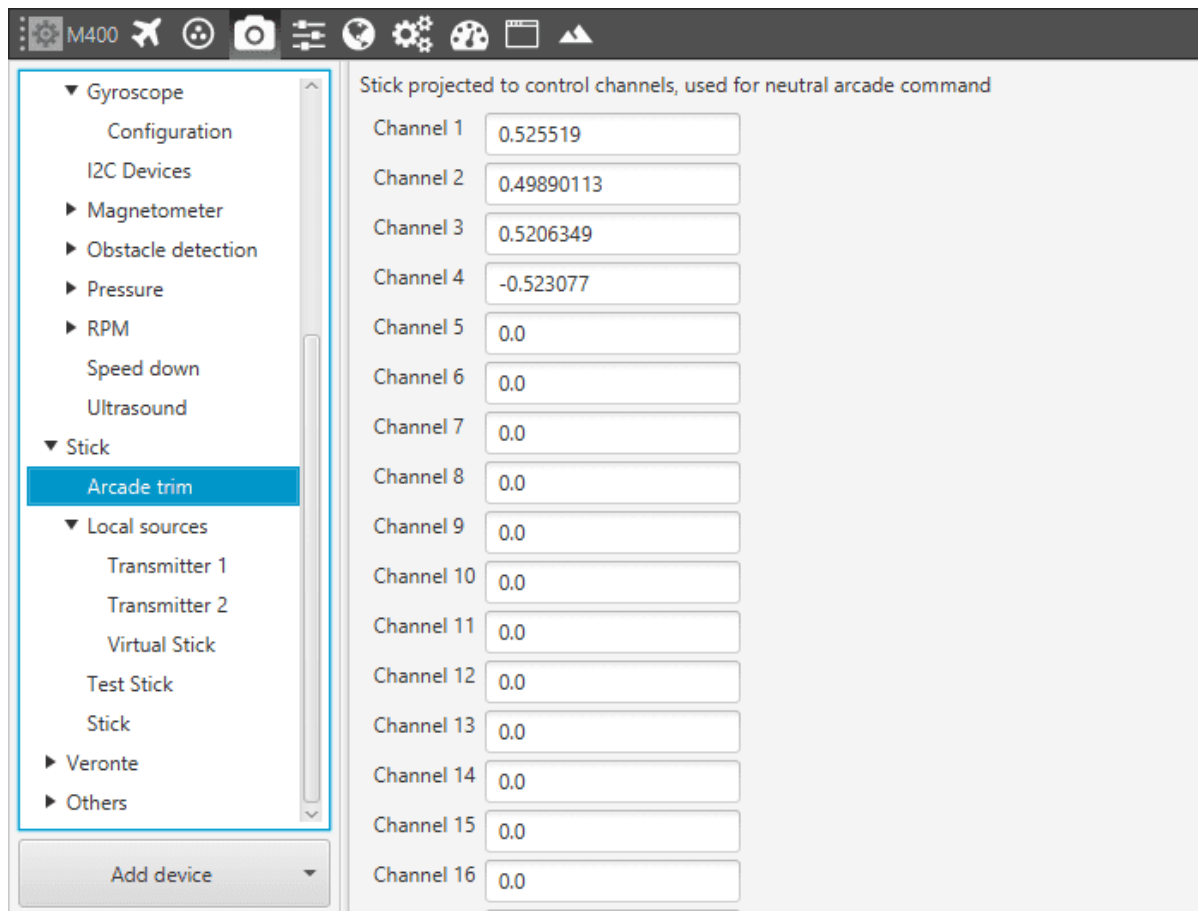 M400
Gyroscope
Configuration
I2C Devices
Magnetometer
Obstacle detection
Pressure
RPM
Speed down
Ultrasound
Stick
Arcade trim
Local sources
Transmitter 1
Transmitter 2
Virtual Stick
Test Stick
Stick
Veronte
Others
Add device
Stick projected to control channels, used for neutral arcade command
Channel 1 0.525519
Channel 2 0.49890113
Channel 3 0.5206349
Channel 4 -0.523077
Channel 5 0.0
Channel 6 0.0
Channel 7 0.0
Channel 8 0.0
Channel 9 0.0
Channel 10 0.0
Channel 11 0.0
Channel 12 0.0
Channel 13 0.0
Channel 14 0.0
Channel 15 0.0
Channel 16 0.0